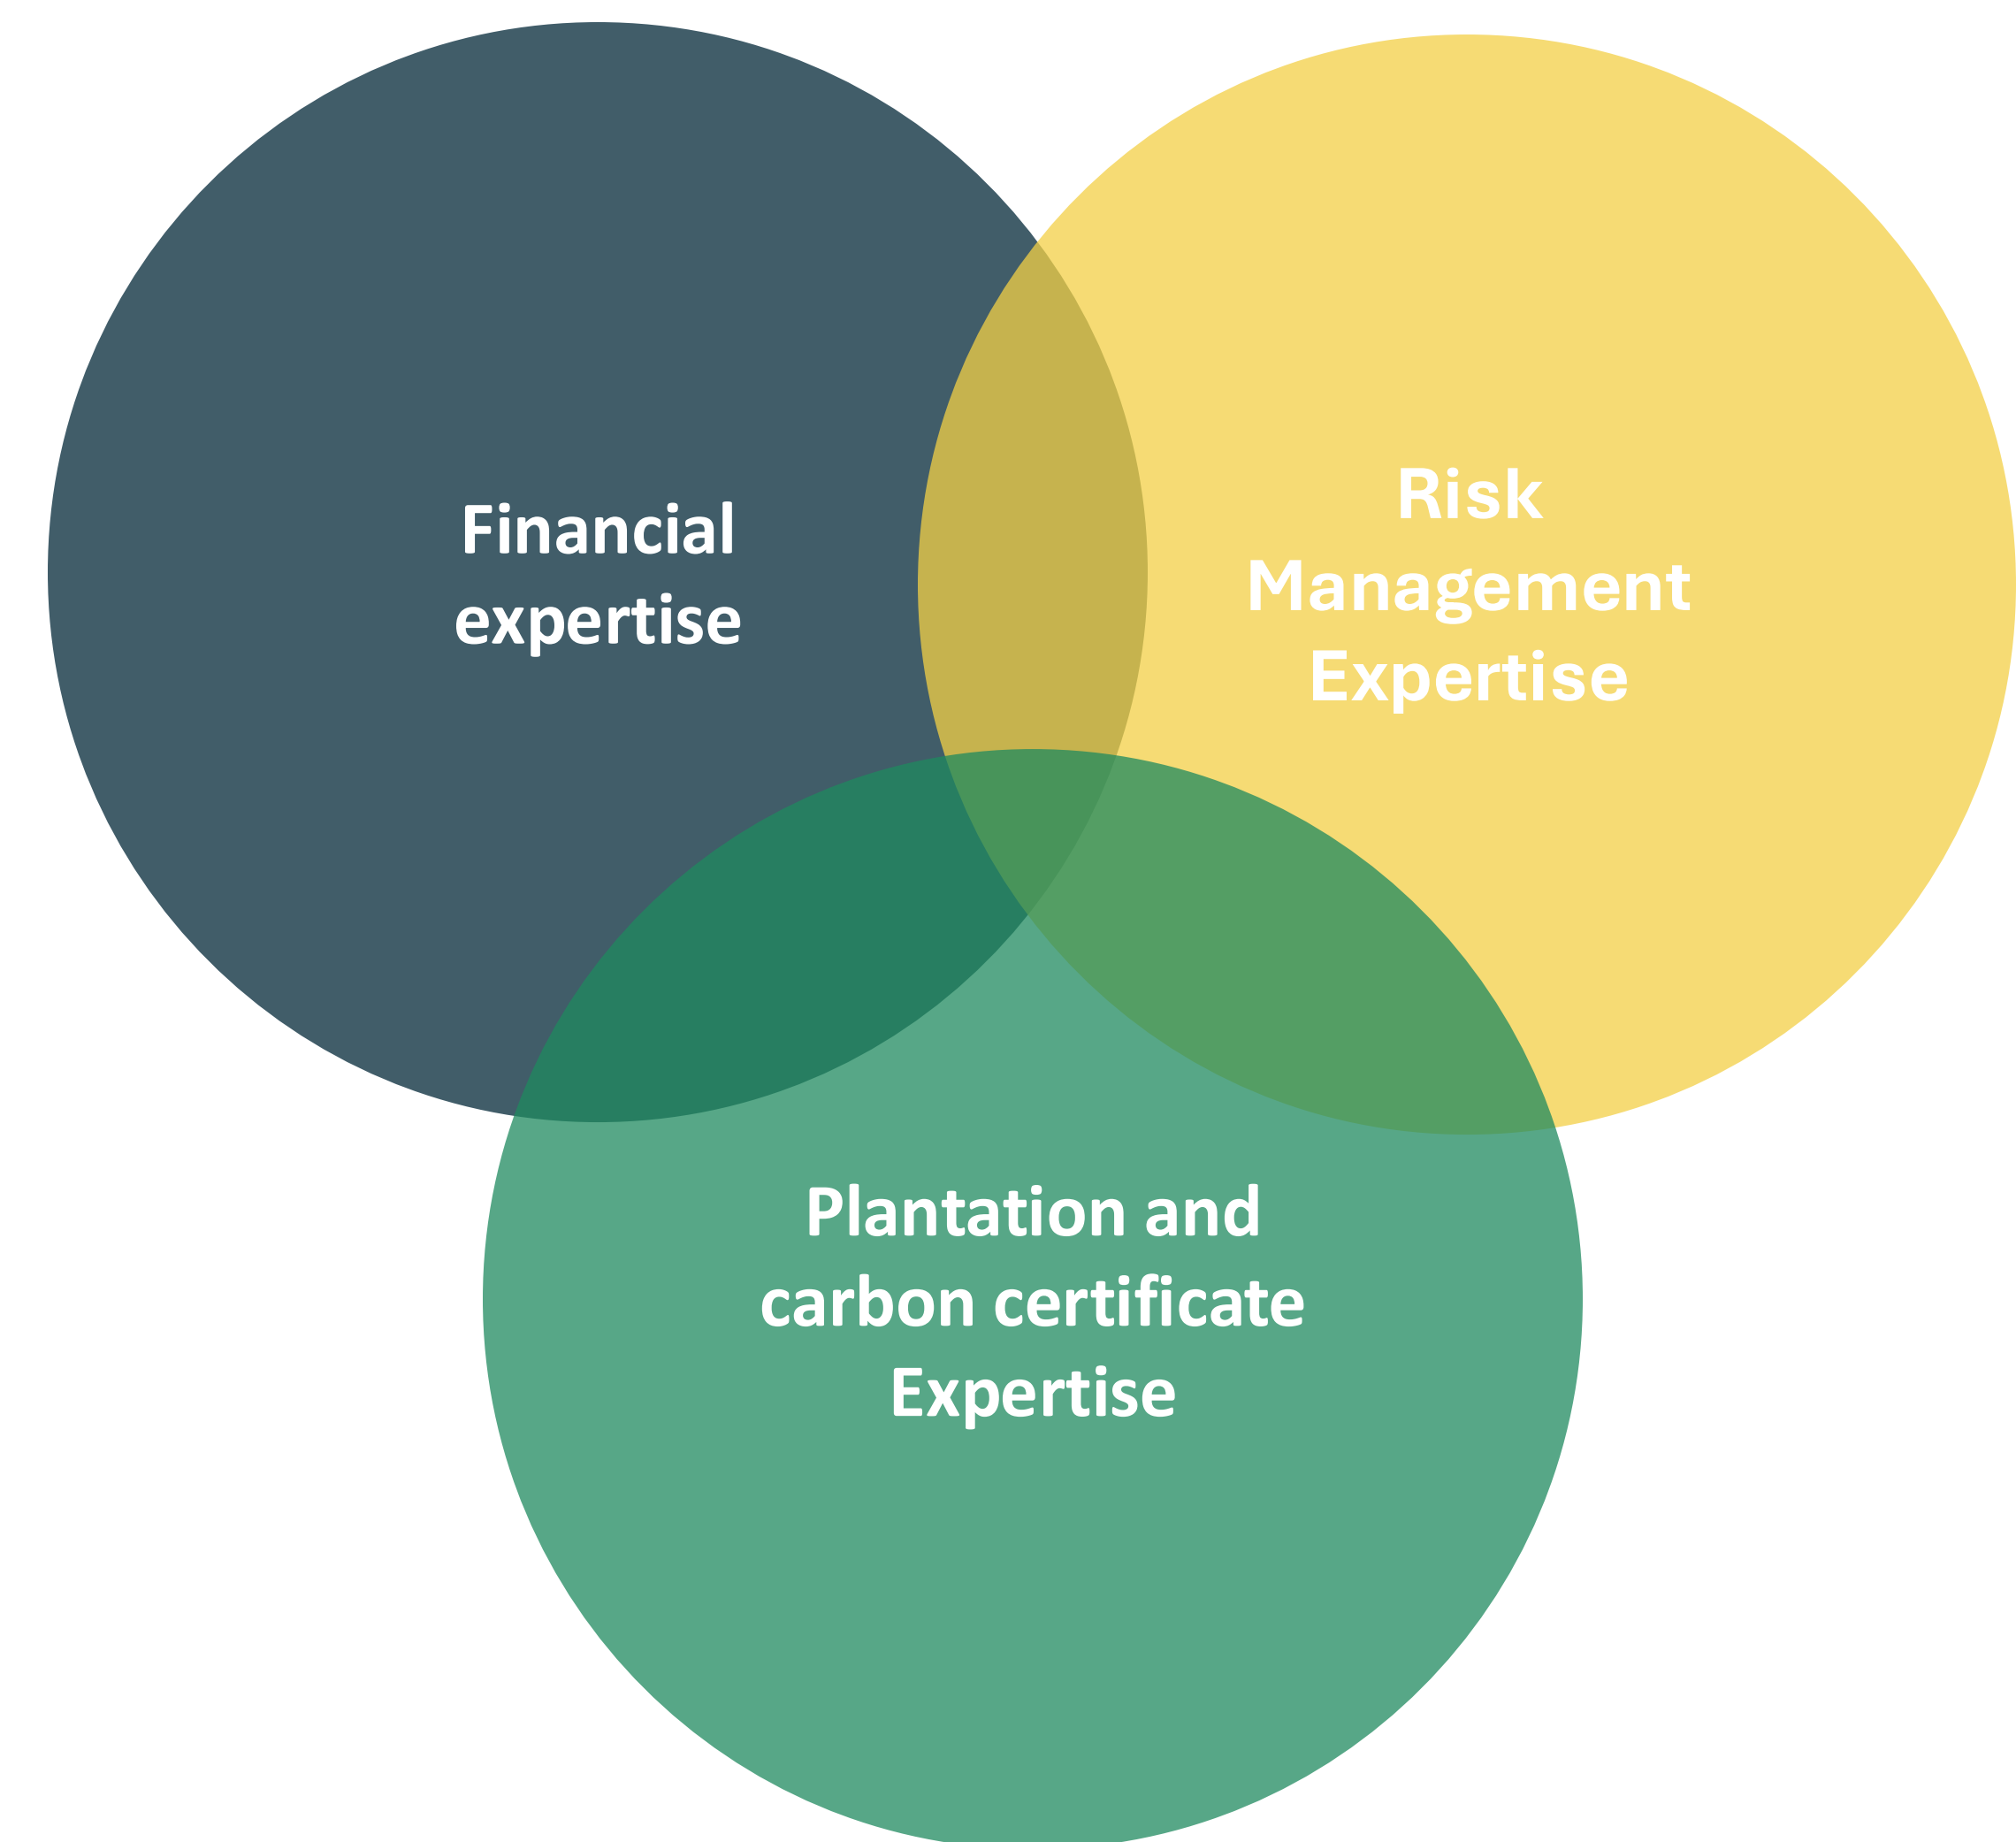 Financial
expertise
Risk
Management
Expertise
Plantation and
carbon certificate
Expertise